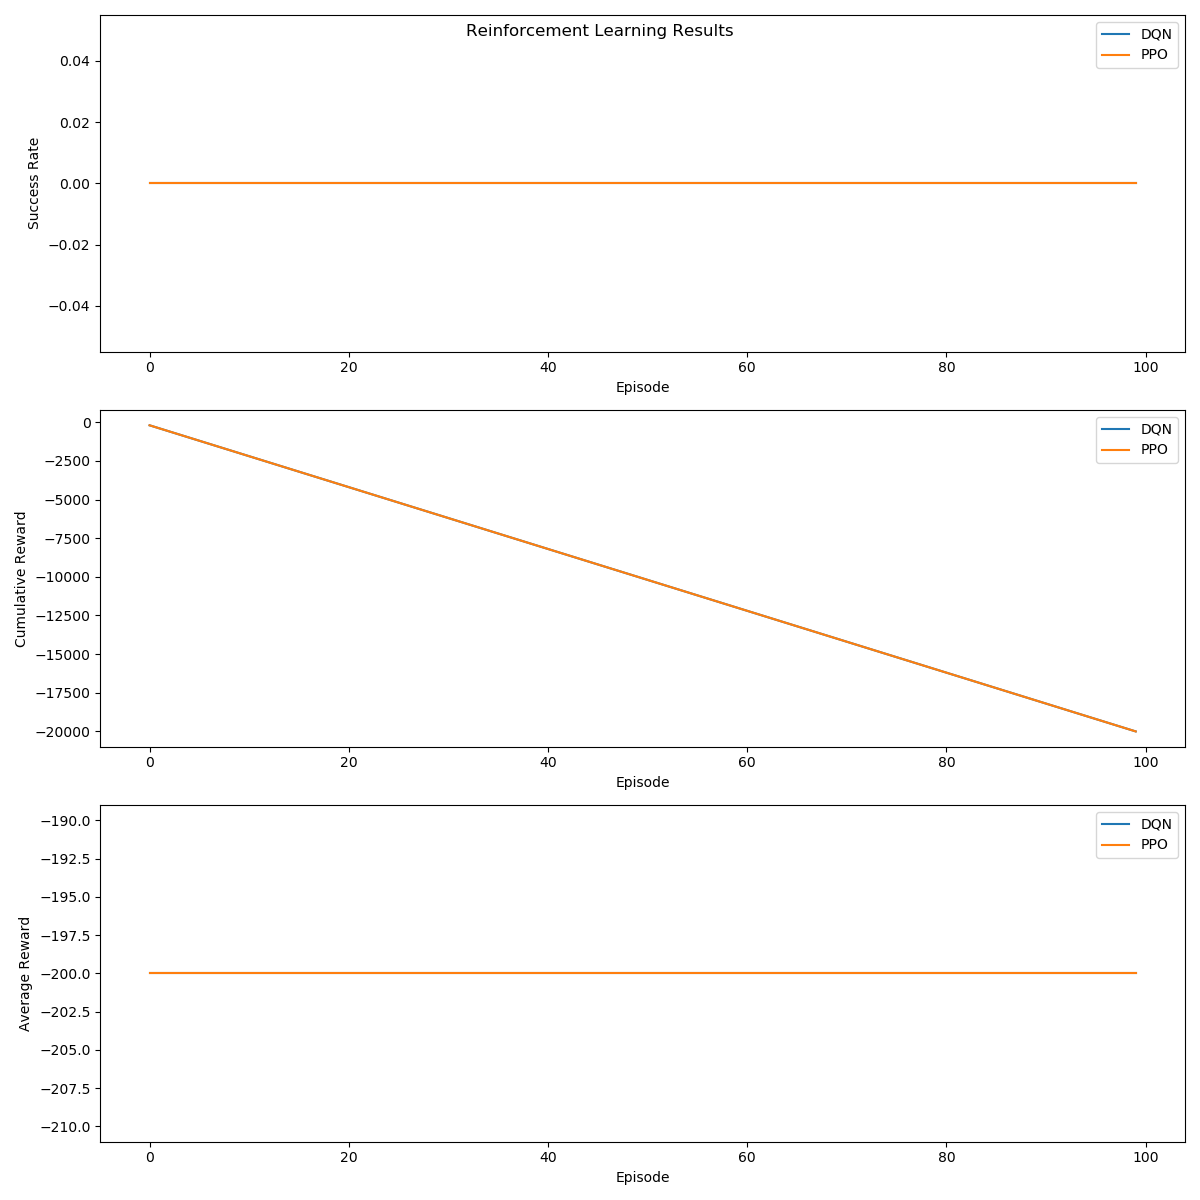 Reinforcement Learning Results
DQN
PPO
0.04
0.02
0.00
−0.02
−0.04
Success Rate
0 20 40 60 80 100
Episode
DQN
PPO
0
−2500
−5000
−7500
−10000
−12500
−15000
−17500
−20000
Cumulative Reward
0 20 40 60 80 100
Episode
DQN
PPO
−190.0
−192.5
−195.0
−197.5
−200.0
−202.5
−205.0
−207.5
−210.0
Average Reward
0 20 40 60 80 100
Episode